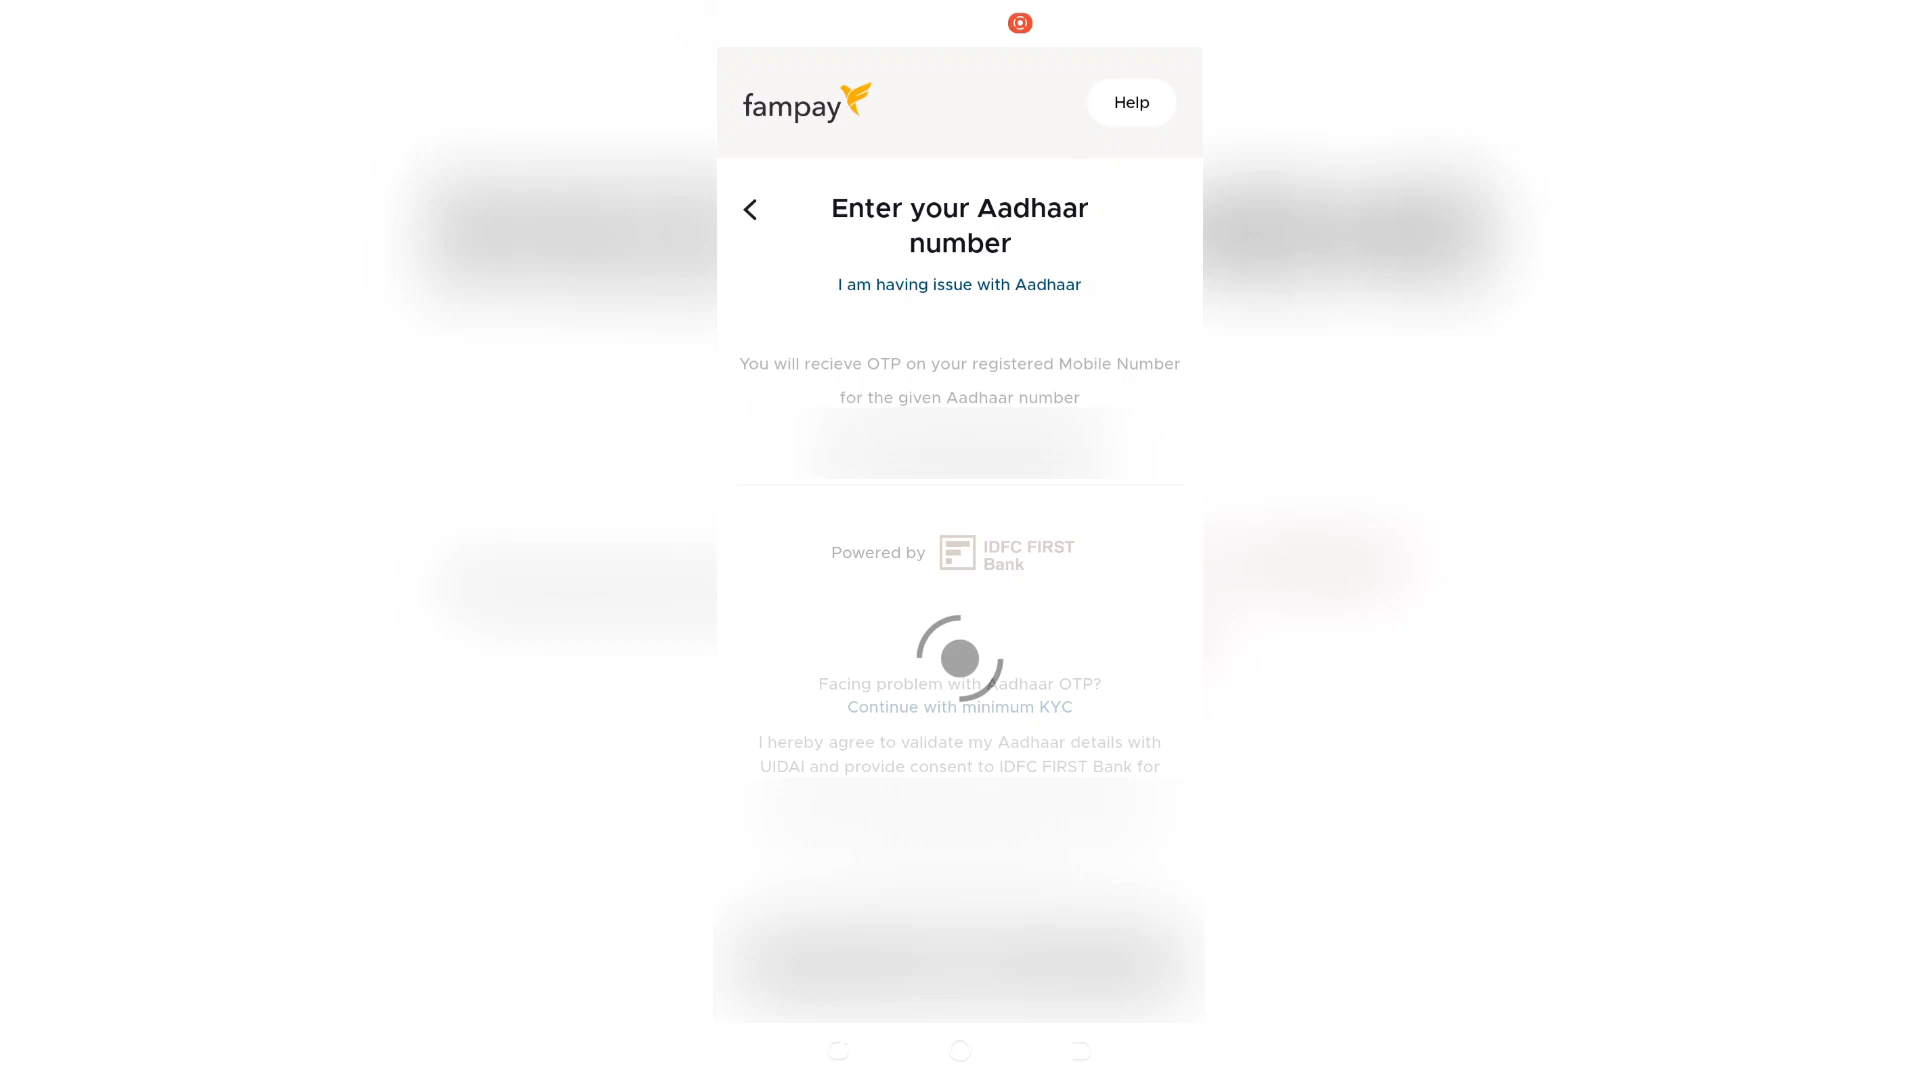 fampay
Help
Enter your Aadhaar
number
I am having issue with Aadhaar
You will recieve OTP on your registered Mobile Number
for the given Aadhaar number
Powered by
IDFC FIRST
Bank
Facing problem with Aadhaar OTP?
Continue with minimum KYC
I hereby agree to validate my Aadhaar details with
UIDAI and provide consent to IDFC FIRST Bank for